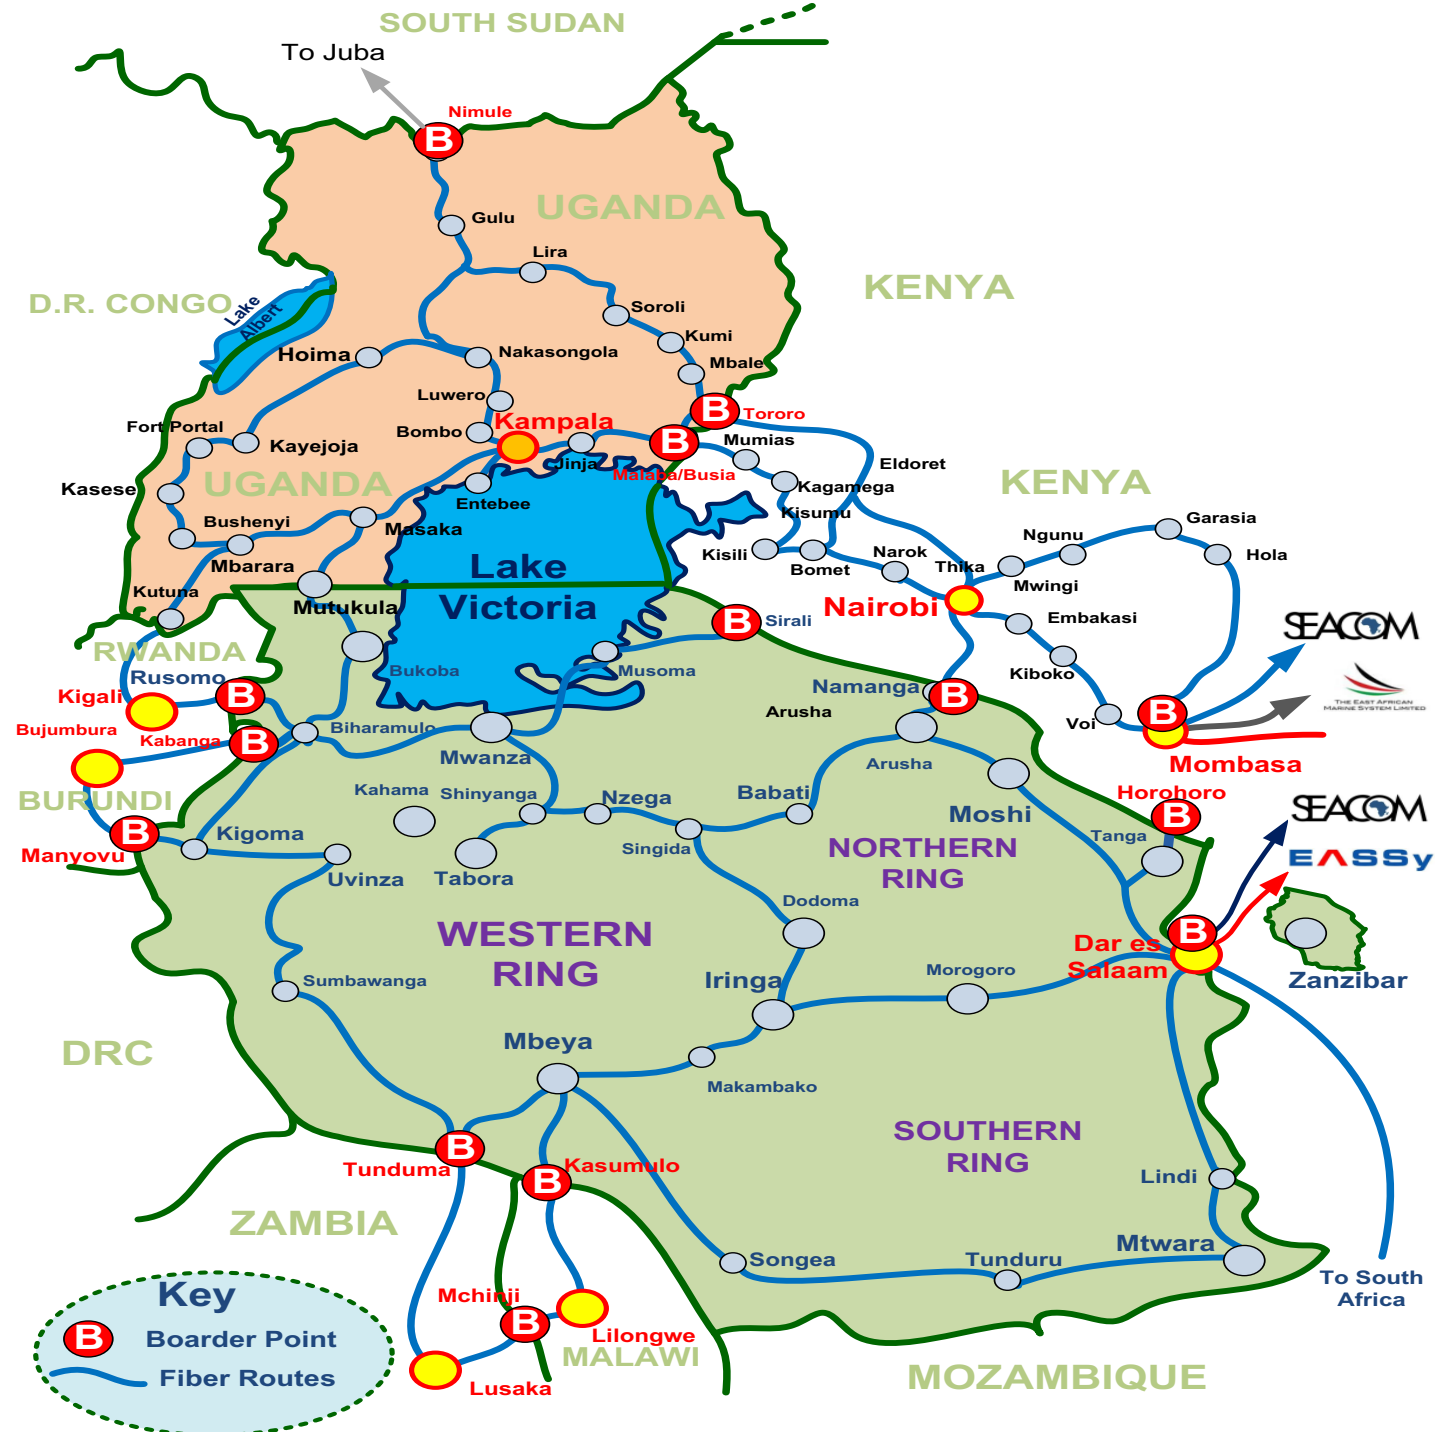 SOUTH SUDAN
To Juba
Nimule
B
UGANDA
Gulu
Lira
KENYA
D.R. CONGO
Lake
Albert
Soroli
Kumi
Hoima
Nakasongola
Mbale
Luwero
B
Tororo
Kampala
Fort Portal
Bombo
B
Mumias
Kayejoja
Jinja
Malaba/Busia
Eldoret
UGANDA
KENYA
Kasese
Entebee
Kagamega
Kisumu
Bushenyi
Masaka
Garasia
Ngunu
Kisili
Narok
Hola
Mbarara
Lake
Victoria
Bomet
Thika
Mwingi
Kutuna
Mutukula
Nairobi
Embakasi
B
Sirali
SEACOM
RWANDA
Rusomo
Bukoba
Musoma
Kiboko
Kigali
B
Namanga
B
THE EAST AFRICAN
MARINE SYSTEM LIMITED
Arusha
Voi
B
Bujumbura
Kabanga
B
Biharamulo
Mwanza
Arusha
Mombasa
BURUNDI
Kahama
Shinyanga
Nzega
Babati
Horohoro
B
SEACOM
Moshi
B
Kigoma
Tanga
Manyovu
Singida
NORTHERN
RING
EASSy
Uvinza
Tabora
Dodoma
WESTERN
RING
B
Dar es
Salaam
Sumbawanga
Iringa
Morogoro
Zanzibar
DRC
Mbeya
Makambako
SOUTHERN
RING
B
Tunduma
Kasumulo
B
Lindi
ZAMBIA
Songea
Tunduru
Mtwara
To South
Africa
Key
B
Boarder Point
Fiber Routes
Mchinji
B
Lilongwe
MALAWI
Lusaka
MOZAMBIQUE